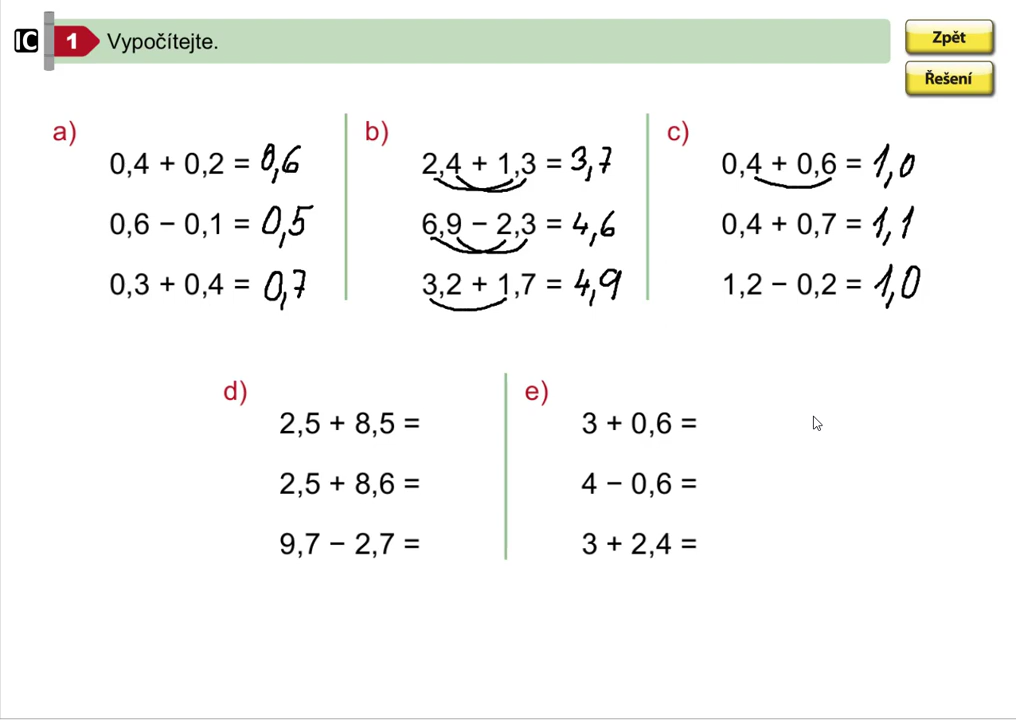 IC 1 Vypočítejte.
Zpět
Řešení
a)
0,4 + 0,2 = 0,6
0,6 − 0,1 = 0,5
0,3 + 0,4 = 0,7
b)
2,4 + 1,3 = 3,7
6,9 − 2,3 = 4,6
3,2 + 1,7 = 4,9
c)
0,4 + 0,6 = 1,0
0,4 + 0,7 = 1,1
1,2 − 0,2 = 1,0
d)
2,5 + 8,5 =
2,5 + 8,6 =
9,7 − 2,7 =
e)
3 + 0,6 =
4 − 0,6 =
3 + 2,4 =